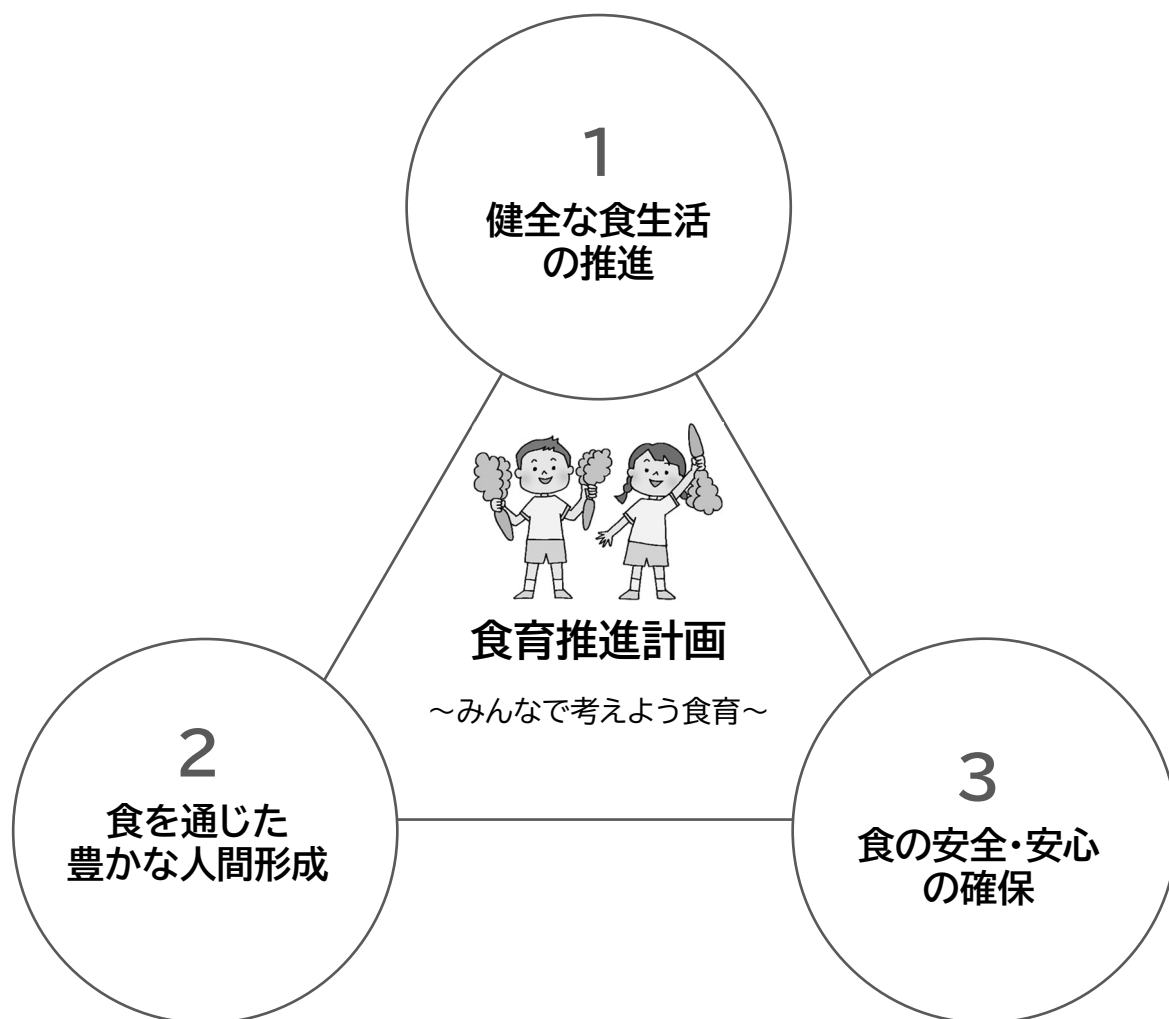 1
健全な食生活
の推進
食育推進計画
～みんなで考えよう食育～
2
食を通じた
豊かな人間形成
3
食の安全・安心
の確保